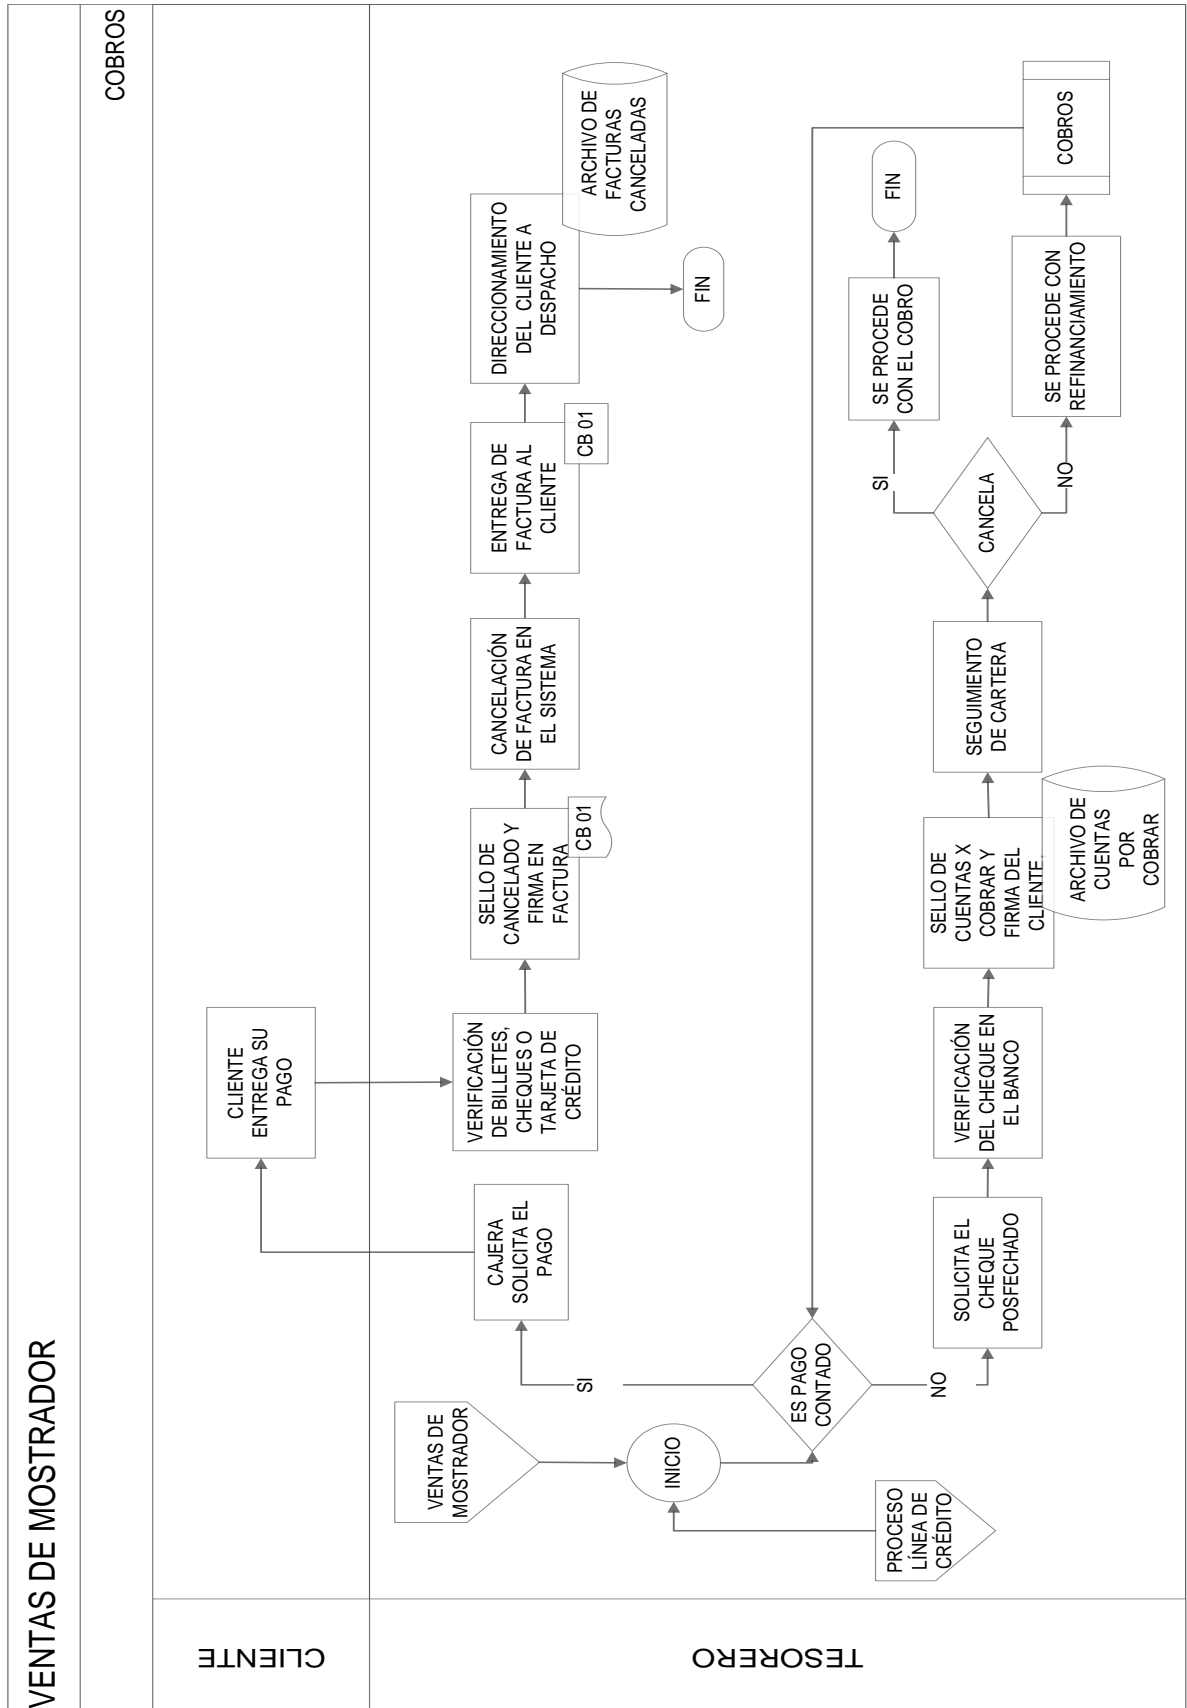 VENTAS DE MOSTRADOR
COBROS
CLIENTE
CLIENTE
ENTREGA SU
PAGO
TESORERO
VENTAS DE
MOSTRADOR
INICIO
PROCESO
LÍNEA DE
CRÉDITO
ES PAGO
CONTADO
SI
CAJERA
SOLICITA EL
PAGO
VERIFICACIÓN
DE BILLETES,
CHEQUES O
TARJETA DE
CRÉDITO
SELLO DE
CANCELADO Y
FIRMA EN
FACTURA
CB 01
CANCELACIÓN
DE FACTURA EN
EL SISTEMA
ENTREGA DE
FACTURA AL
CLIENTE
CB 01
DIRECCIONAMIENTO
DEL CLIENTE A
DESPACHO
ARCHIVO DE
FACTURAS
CANCELADAS
FIN
NO
SOLICITA EL
CHEQUE
POSFECHADO
VERIFICACIÓN
DEL CHEQUE EN
EL BANCO
SELLO DE
CUENTAS X
COBRAR Y
FIRMA DEL
CLIENTE.
ARCHIVO DE
CUENTAS
POR
COBRAR
SEGUIMIENTO
DE CARTERA
CANCELA
SI
SE PROCEDE
CON EL COBRO
FIN
NO
SE PROCEDE CON
REFINANCIAMIENTO
COBROS